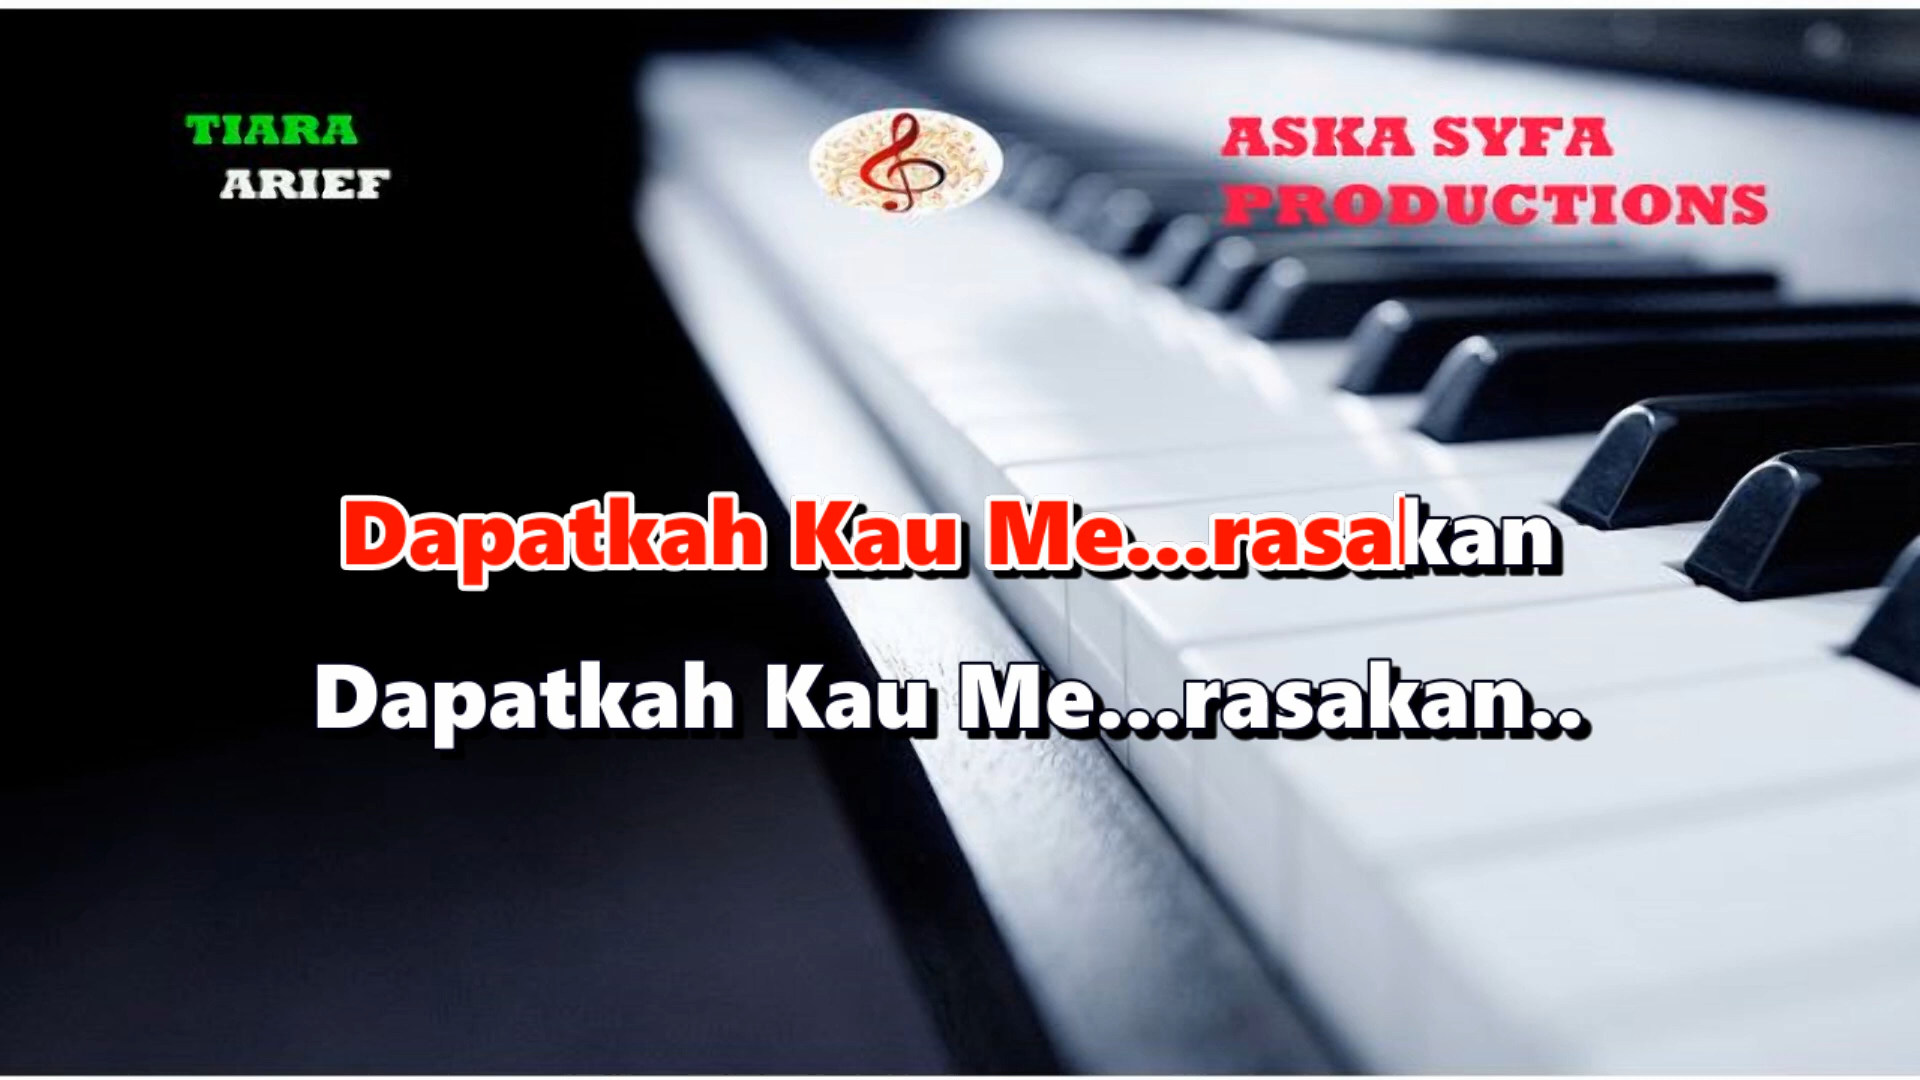 TIARA
ARIEF
ASKA SYFA
PRODUCTIONS
Dapatkah Kau Me...rasakan
Dapatkah Kau Me...rasakan..